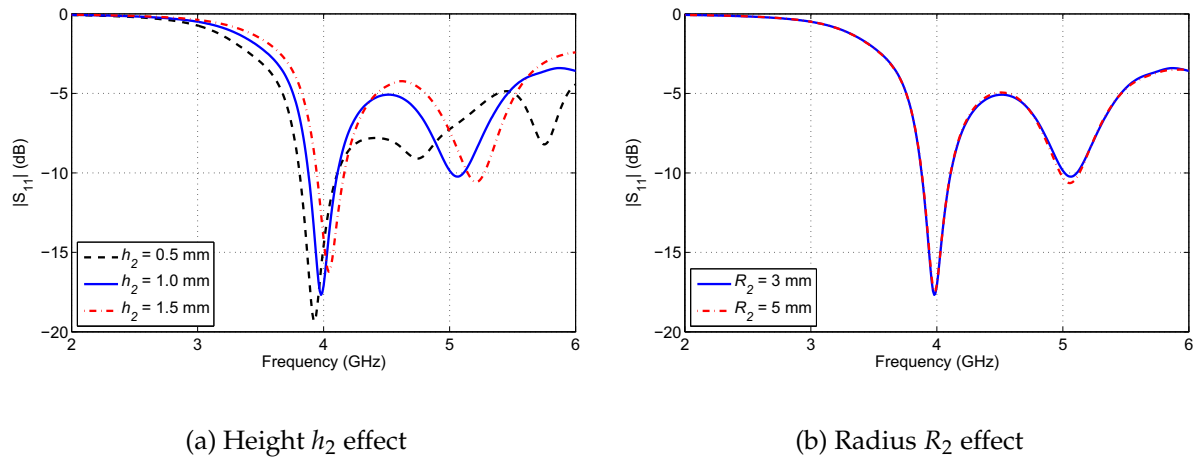 0
−5
−10
−15
−20
2
3
4
5
6
|S11| (dB)
Frequency (GHz)
h2 = 0.5 mm
h2 = 1.0 mm
h2 = 1.5 mm
(a) Height h2 effect
0
−5
−10
−15
−20
2
3
4
5
6
|S11| (dB)
Frequency (GHz)
R2 = 3 mm
R2 = 5 mm
(b) Radius R2 effect